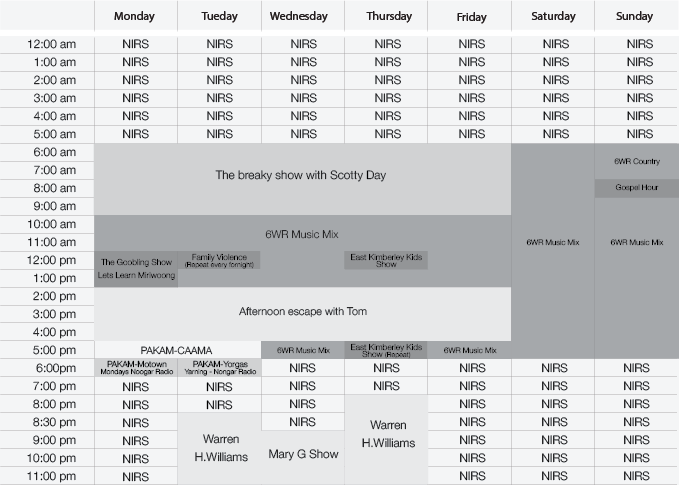 Monday Tueday Wednesday Thursday Friday Saturday Sunday
12:00 am NIRS NIRS NIRS NIRS NIRS NIRS NIRS
1:00 am NIRS NIRS NIRS NIRS NIRS NIRS NIRS
2:00 am NIRS NIRS NIRS NIRS NIRS NIRS NIRS
3:00 am NIRS NIRS NIRS NIRS NIRS NIRS NIRS
4:00 am NIRS NIRS NIRS NIRS NIRS NIRS NIRS
5:00 am NIRS NIRS NIRS NIRS NIRS NIRS NIRS
6:00 am 6WR Country
7:00 am The breaky show with Scotty Day
8:00 am Gospel Hour
9:00 am
10:00 am 6WR Music Mix
11:00 am 6WR Music Mix 6WR Music Mix
12:00 pm The Goobling Show Family Violence East Kimberley Kids
(Repeat every fornight) Show
1:00 pm Lets Learn Miriwoong
2:00 pm
3:00 pm Afternoon escape with Tom
4:00 pm
5:00 pm PAKAM-CAAMA 6WR Music Mix East Kimberley Kids 6WR Music Mix
Show (Repeat)
6:00pm PAKAM-Motown PAKAM-Yorgas NIRS NIRS NIRS NIRS NIRS
Mondays Noogar Radio Yarning - Nongar Radio
7:00 pm NIRS NIRS NIRS NIRS NIRS NIRS NIRS
8:00 pm NIRS NIRS NIRS NIRS NIRS NIRS
8:30 pm NIRS NIRS Warren NIRS NIRS NIRS
9:00 pm NIRS Warren H.Williams NIRS NIRS NIRS
10:00 pm NIRS H.Williams Mary G Show NIRS NIRS NIRS
11:00 pm NIRS NIRS NIRS NIRS